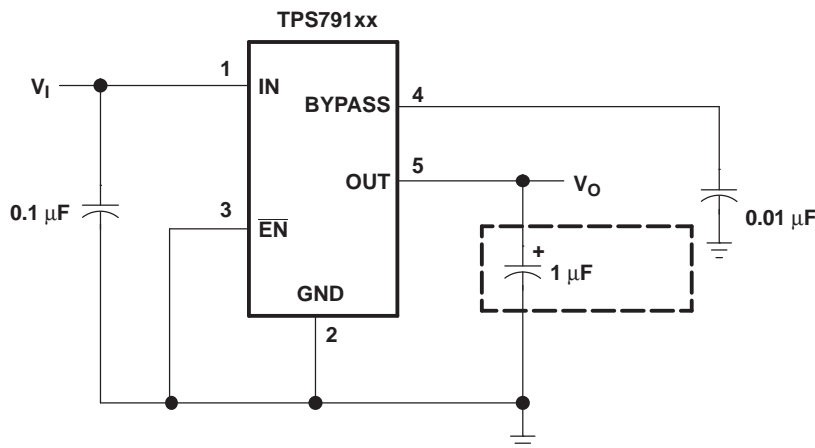 TPS791xx
1
V_I
IN
4
BYPASS
5
OUT
V_O
0.1 μF
3
E̅N̅
0.01 μF
+
1 μF
GND
2